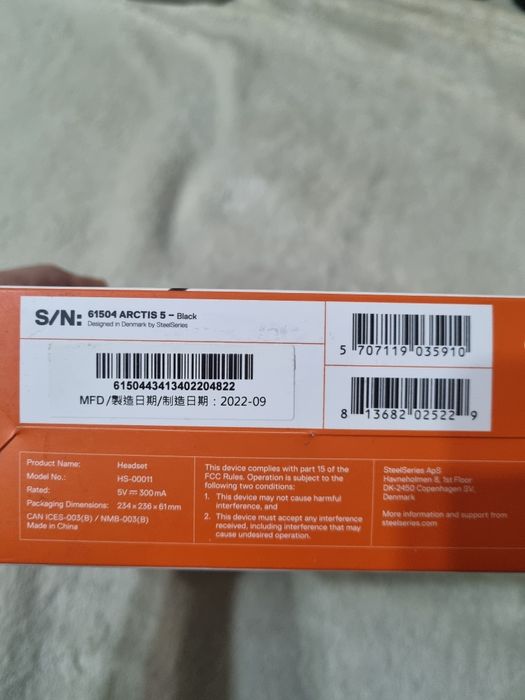 S/N: 61504 ARCTIS 5 - Black
Designed in Denmark by SteelSeries
6150443413402204822
MFD/製造日期/制造日期：2022-09
5 707119 035910
8 13682 02522 9
Product Name: Headset
Model No.: HS-00011
Rated: 5V ⎓ 300mA
Packaging Dimensions: 234 × 236 × 61 mm
CAN ICES-003(B) / NMB-003(B)
Made in China
This device complies with part 15 of the
FCC Rules. Operation is subject to the
following two conditions:
1. This device may not cause harmful
interference, and
2. This device must accept any interference
received, including interference that may
cause undesired operation.
SteelSeries ApS
Havneholmen 8, 1st Floor
DK-2450 Copenhagen SV,
Denmark
More information and support from
steelseries.com